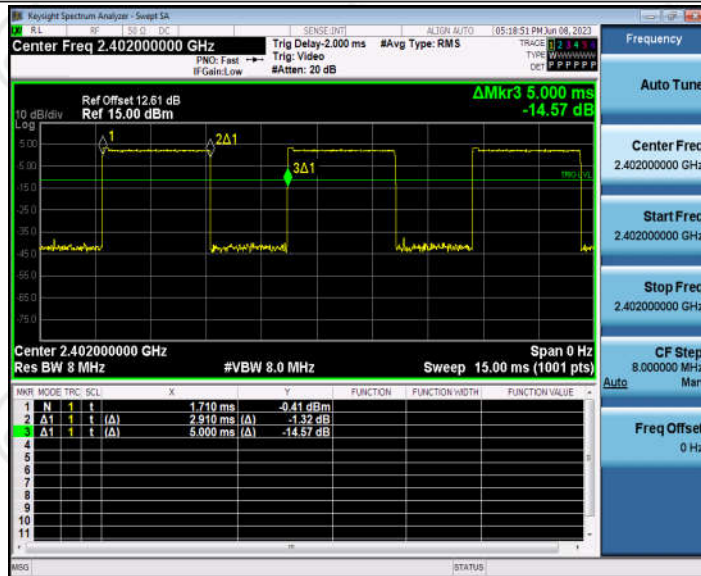 Keysight Spectrum Analyzer - Swept SA
RL RF 50 Ω DC SENSE:INT ALIGN AUTO 05:18:51 PM Jun 08, 2023
Center Freq 2.402000000 GHz
PNO: Fast
IFGain:Low
Trig Delay-2.000 ms
Trig: Video
#Atten: 20 dB
#Avg Type: RMS
TRACE 1 2 3 4 5 6
TYPE WWWWWW
DET P P P P P P
Frequency
Auto Tune
Center Freq
2.402000000 GHz
Start Freq
2.402000000 GHz
Stop Freq
2.402000000 GHz
CF Step
8.000000 MHz
Auto Man
Freq Offset
0 Hz
ΔMkr3 5.000 ms
-14.57 dB
Ref Offset 12.61 dB
10 dB/div Ref 15.00 dBm
Log
5.00
-5.00
-15.0
-25.0
-35.0
-45.0
-55.0
-65.0
-75.0
1
2Δ1
3Δ1
TRIG LVL
Center 2.402000000 GHz Span 0 Hz
Res BW 8 MHz #VBW 8.0 MHz Sweep 15.00 ms (1001 pts)
MKR MODE TRC SCL X Y FUNCTION FUNCTION WIDTH FUNCTION VALUE
1 N 1 t 1.710 ms -0.41 dBm
2 Δ1 1 t (Δ) 2.910 ms (Δ) -1.32 dB
3 Δ1 1 t (Δ) 5.000 ms (Δ) -14.57 dB
4
5
6
7
8
9
10
11
MSG STATUS